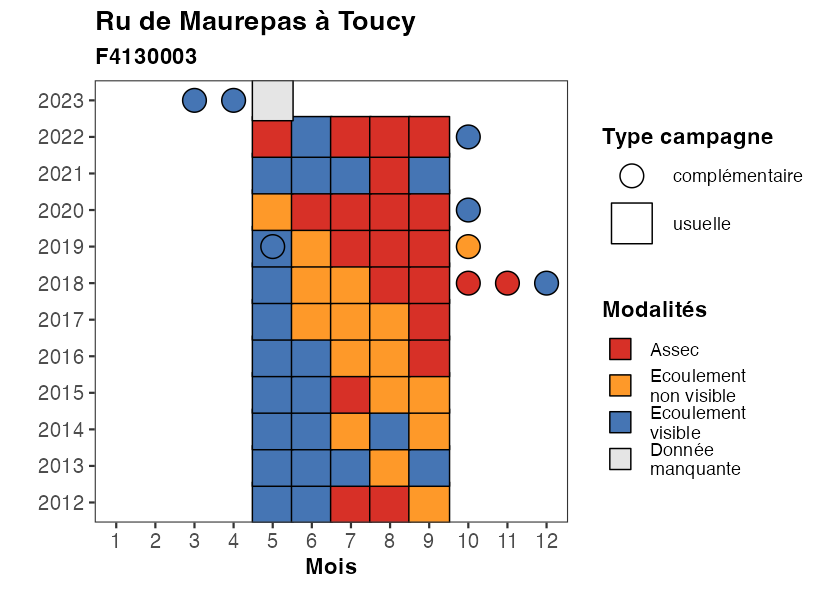 Ru de Maurepas à Toucy
F4130003
2023
2022
2021
2020
2019
2018
2017
2016
2015
2014
2013
2012
1 2 3 4 5 6 7 8 9 10 11 12
Mois
Type campagne
complémentaire
usuelle
Modalités
Assec
Ecoulement
non visible
Ecoulement
visible
Donnée
manquante